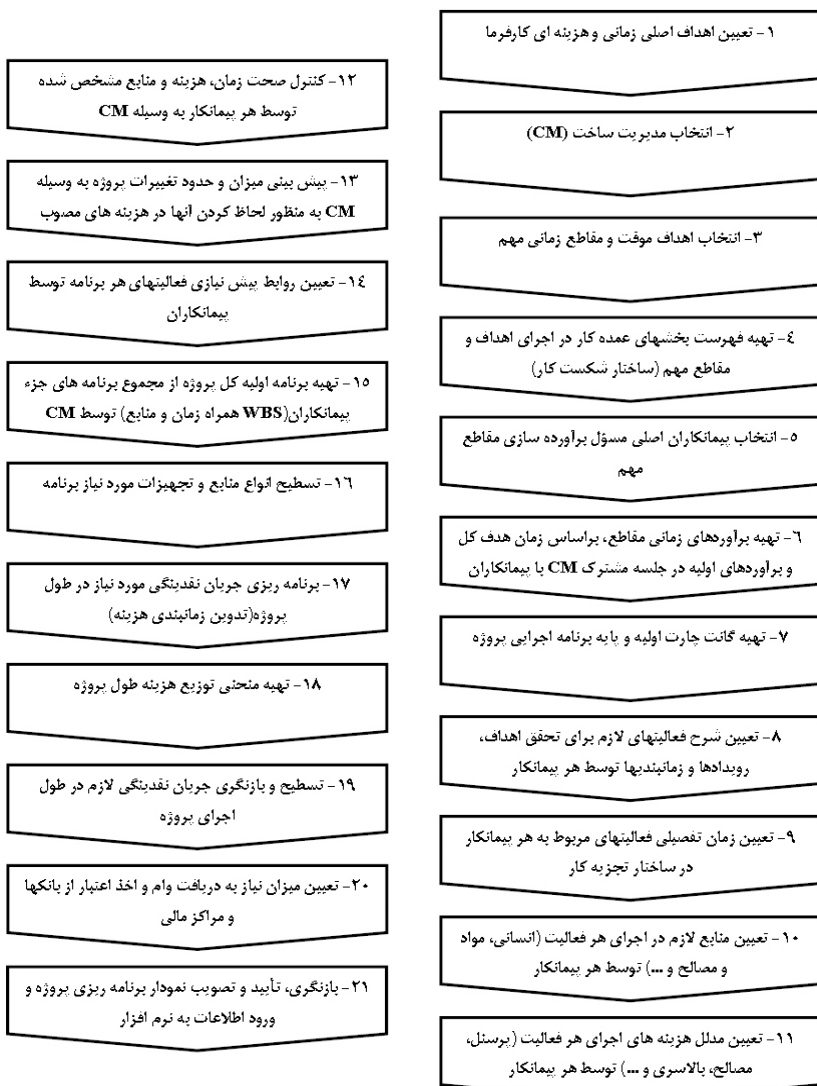 ۱- تعیین اهداف اصلی زمانی و هزینه ای کارفرما
۲- انتخاب مدیریت ساخت (CM)
۳- انتخاب اهداف موقت و مقاطع زمانی مهم
٤- تهیه فهرست بخشهای عمده کار در اجرای اهداف و
مقاطع مهم (ساختار شکست کار)
٥- انتخاب پیمانکاران اصلی مسؤل برآورده سازی مقاطع
مهم
٦- تهیه برآوردهای زمانی مقاطع، براساس زمان هدف کل
و برآوردهای اولیه در جلسه مشترک CM با پیمانکاران
۷- تهیه گانت چارت اولیه و پایه برنامه اجرایی پروژه
۸- تعیین شرح فعالیتهای لازم برای تحقق اهداف،
رویدادها و زمانبندیها توسط هر پیمانکار
۹- تعیین زمان تفصیلی فعالیتهای مربوط به هر پیمانکار
در ساختار تجزیه کار
۱۰- تعیین منابع لازم در اجرای هر فعالیت (انسانی، مواد
و مصالح و ...) توسط هر پیمانکار
۱۱- تعیین مدلل هزینه های اجرای هر فعالیت (پرسنل،
مصالح، بالاسری و ...) توسط هر پیمانکار
۱۲- کنترل صحت زمان، هزینه و منابع مشخص شده
توسط هر پیمانکار به وسیله CM
۱۳- پیش بینی میزان و حدود تغییرات پروژه به وسیله
CM به منظور لحاظ کردن آنها در هزینه های مصوب
۱٤- تعیین روابط پیش نیازی فعالیتهای هر برنامه توسط
پیمانکاران
۱٥- تهیه برنامه اولیه کل پروژه از مجموع برنامه های جزء
پیمانکاران(WBS همراه زمان و منابع) توسط CM
۱٦- تسطیح انواع منابع و تجهیزات مورد نیاز برنامه
۱۷- برنامه ریزی جریان نقدینگی مورد نیاز در طول
پروژه(تدوین زمانبندی هزینه)
۱۸- تهیه منحنی توزیع هزینه طول پروژه
۱۹- تسطیح و بازنگری جریان نقدینگی لازم در طول
اجرای پروژه
۲۰- تعیین میزان نیاز به دریافت وام و اخذ اعتبار از بانکها
و مراکز مالی
۲۱- بازنگری، تأیید و تصویب نمودار برنامه ریزی پروژه و
ورود اطلاعات به نرم افزار